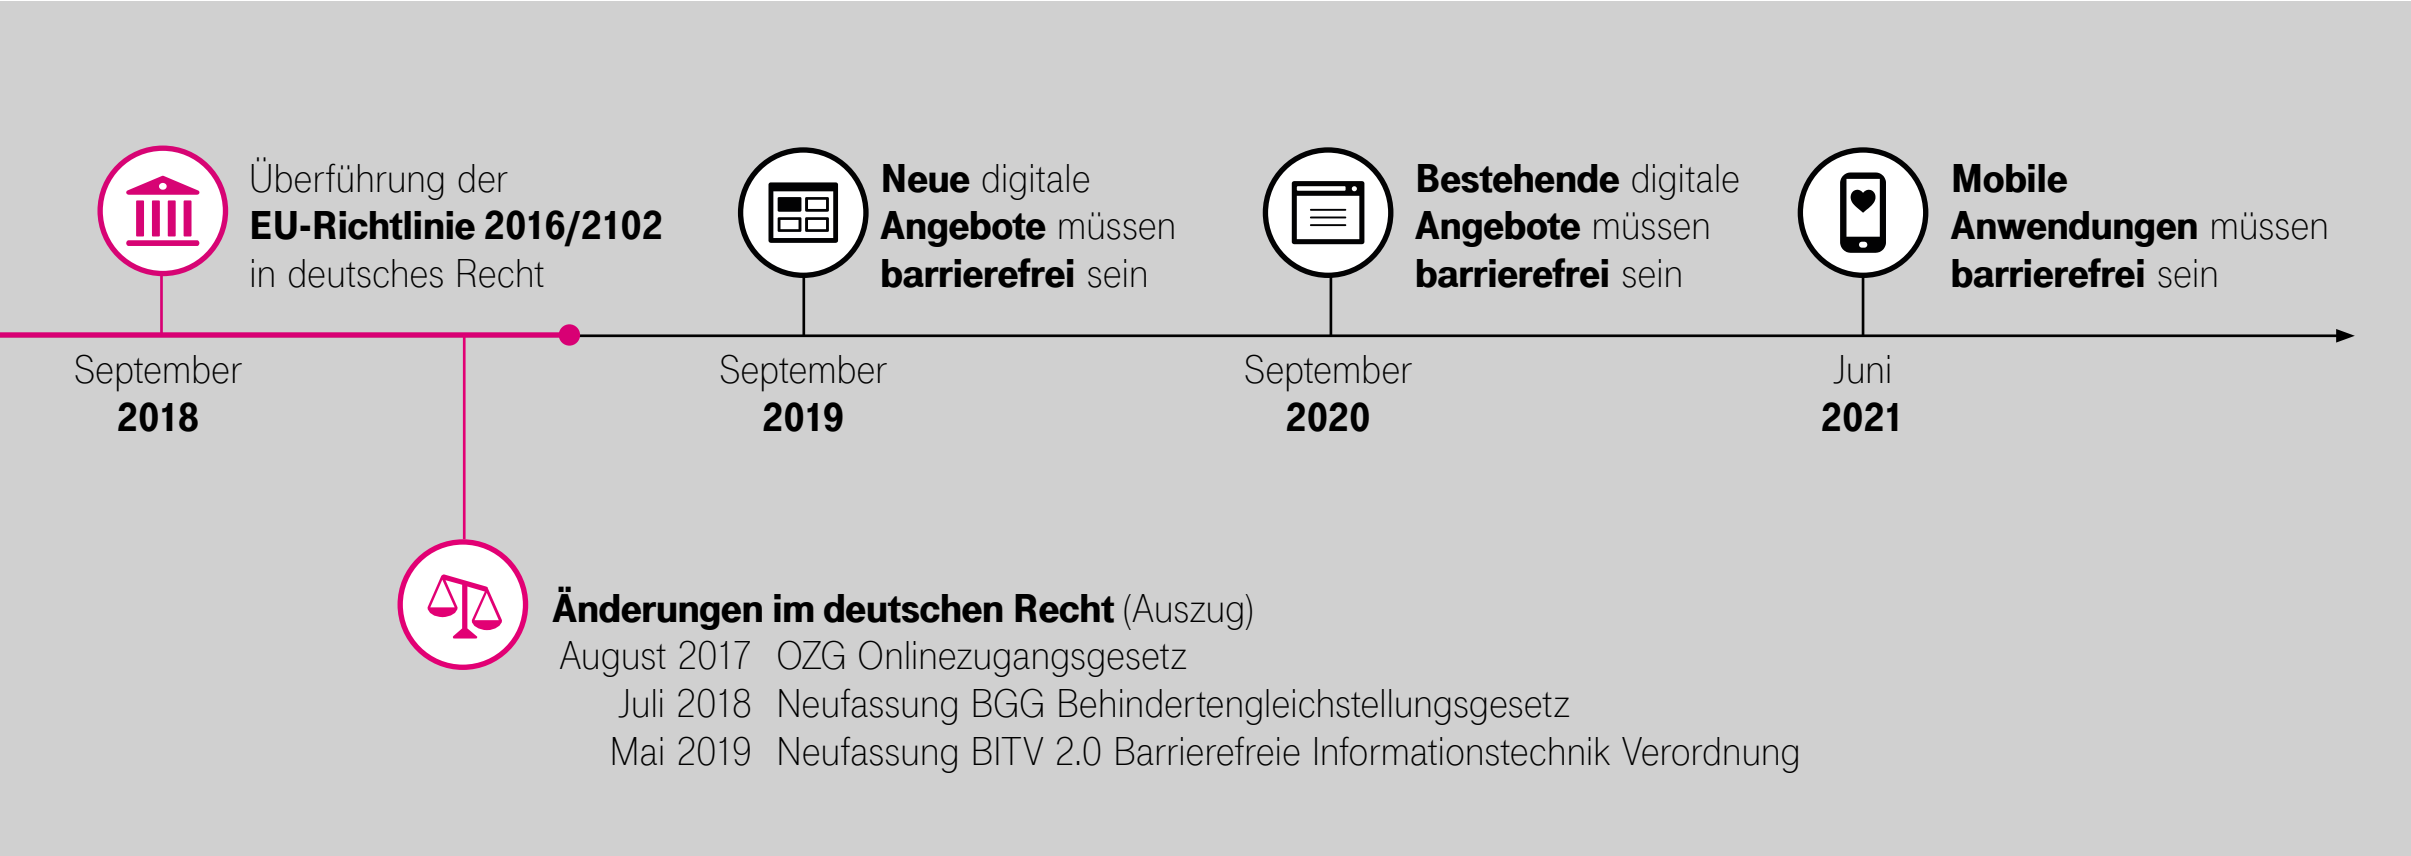 Überführung der
EU-Richtlinie 2016/2102
in deutsches Recht
Neue digitale
Angebote müssen
barrierefrei sein
Bestehende digitale
Angebote müssen
barrierefrei sein
Mobile
Anwendungen müssen
barrierefrei sein
September
2018
September
2019
September
2020
Juni
2021
Änderungen im deutschen Recht (Auszug)
August 2017 OZG Onlinezugangsgesetz
Juli 2018 Neufassung BGG Behindertengleichstellungsgesetz
Mai 2019 Neufassung BITV 2.0 Barrierefreie Informationstechnik Verordnung